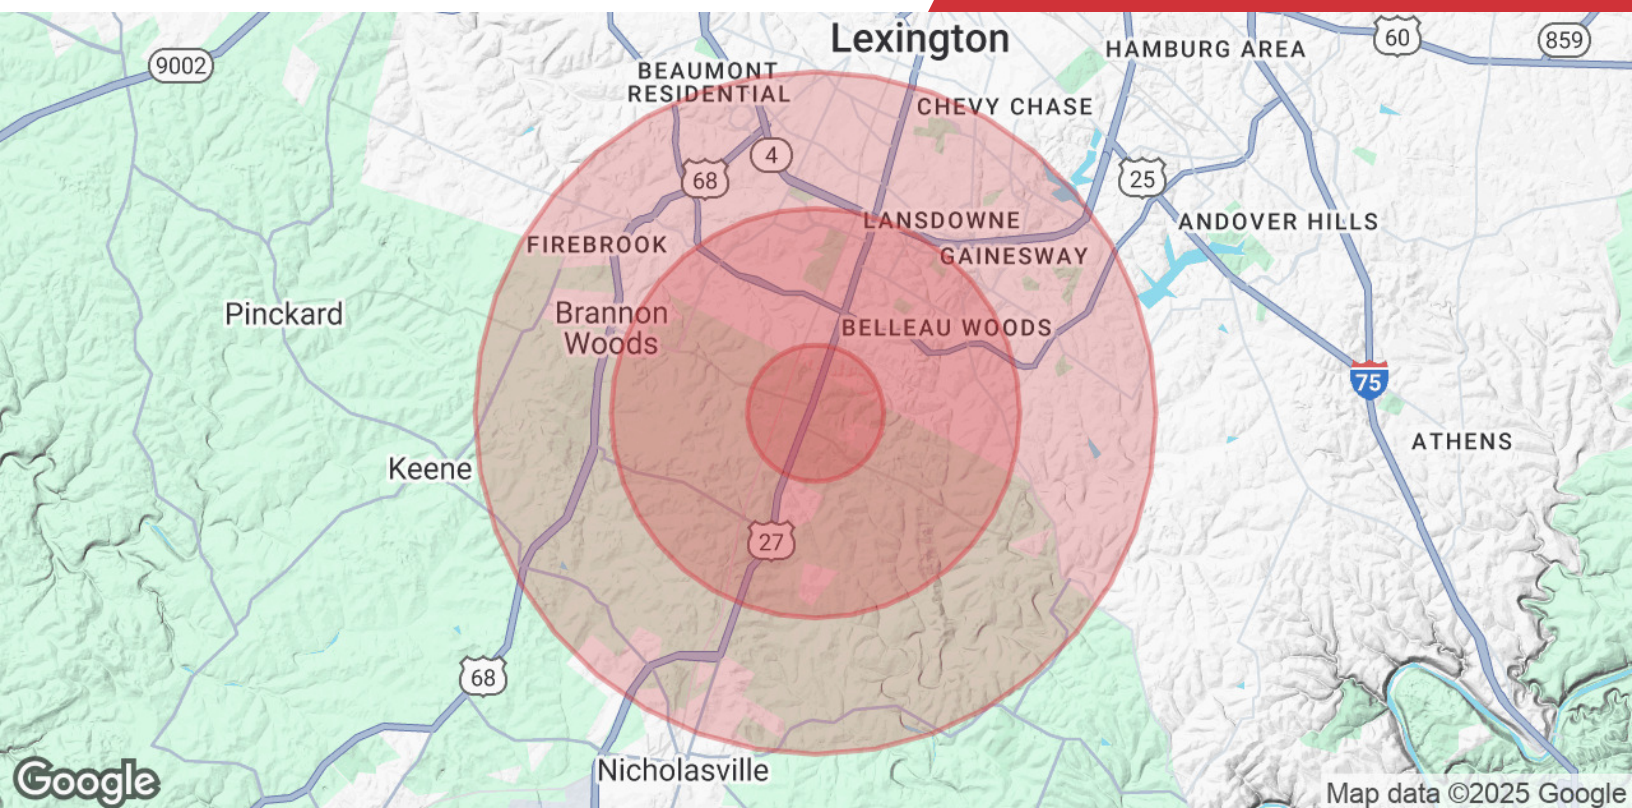 Lexington
HAMBURG AREA
60
859
9002
BEAUMONT
RESIDENTIAL
CHEVY CHASE
4
68
25
LANSDOWNE
ANDOVER HILLS
FIREBROOK
GAINESWAY
Pinckard
Brannon
Woods
BELLEAU WOODS
75
ATHENS
Keene
27
68
Nicholasville
Google
Map data ©2025 Google